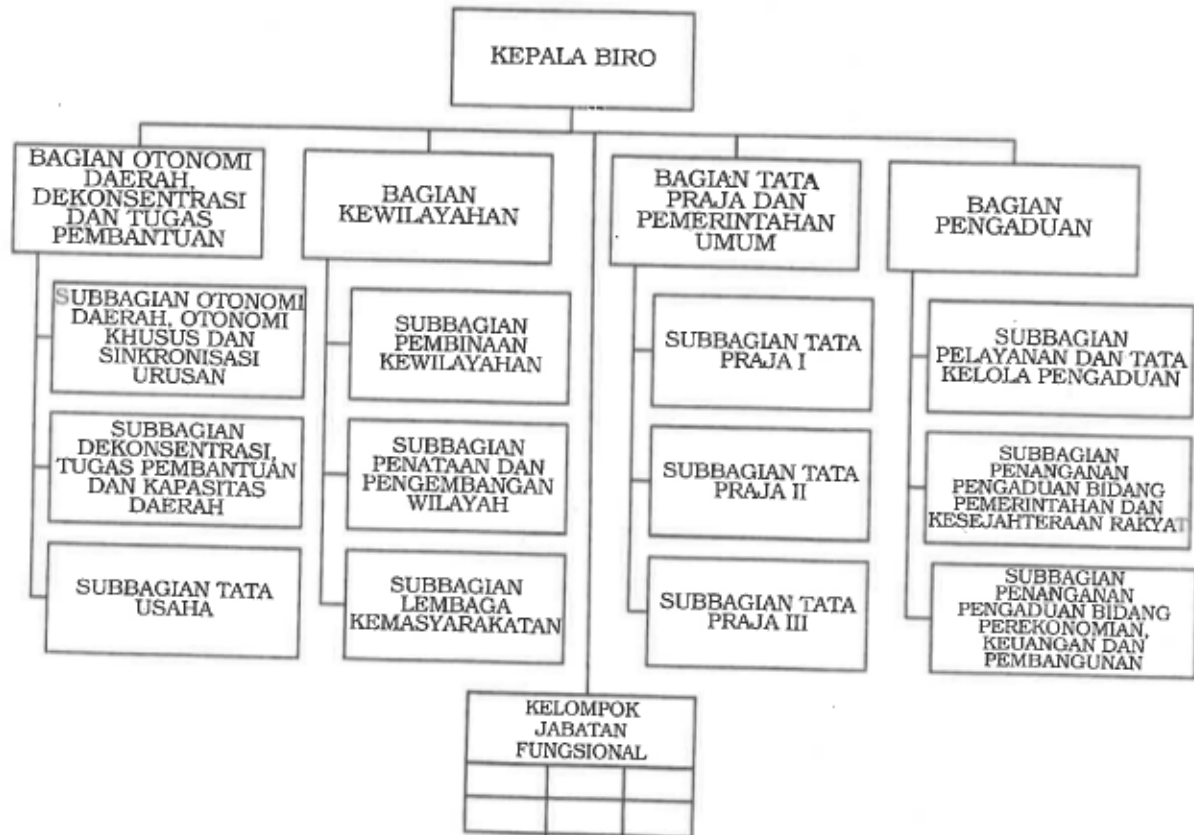 KEPALA BIRO
BAGIAN OTONOMI
DAERAH,
DEKONSENTRASI
DAN TUGAS
PEMBANTUAN
BAGIAN
KEWILAYAHAN
BAGIAN TATA
PRAJA DAN
PEMERINTAHAN
UMUM
BAGIAN
PENGADUAN
SUBBAGIAN OTONOMI
DAERAH, OTONOMI
KHUSUS DAN
SINKRONISASI
URUSAN
SUBBAGIAN
PEMBINAAN
KEWILAYAHAN
SUBBAGIAN TATA
PRAJA I
SUBBAGIAN
PELAYANAN DAN TATA
KELOLA PENGADUAN
SUBBAGIAN
DEKONSENTRASI,
TUGAS PEMBANTUAN
DAN KAPASITAS
DAERAH
SUBBAGIAN
PENATAAN DAN
PENGEMBANGAN
WILAYAH
SUBBAGIAN TATA
PRAJA II
SUBBAGIAN
PENANGANAN
PENGADUAN BIDANG
PEMERINTAHAN DAN
KESEJAHTERAAN RAKYAT
SUBBAGIAN TATA
USAHA
SUBBAGIAN
LEMBAGA
KEMASYARAKATAN
SUBBAGIAN TATA
PRAJA III
SUBBAGIAN
PENANGANAN
PENGADUAN BIDANG
PEREKONOMIAN,
KEUANGAN DAN
PEMBANGUNAN
KELOMPOK
JABATAN
FUNGSIONAL